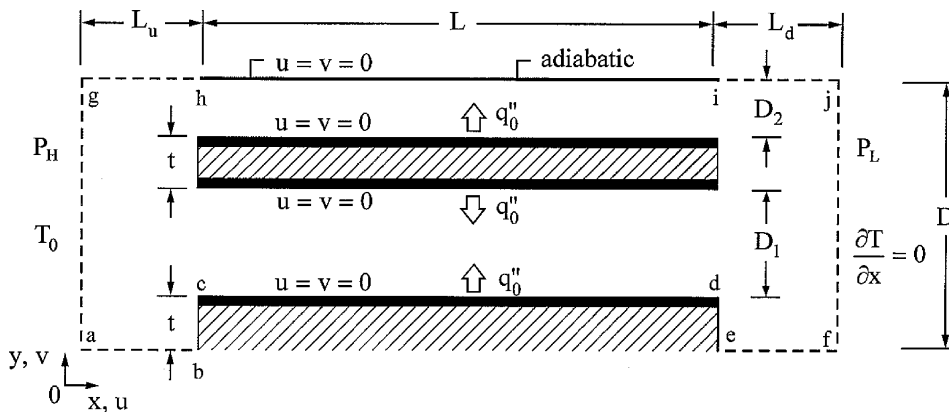 L_u L L_d
u = v = 0 adiabatic
g h i j
u = v = 0 q''_0 D_2
P_H t P_L
u = v = 0 q''_0
T_0 D_1 D
∂T/∂x = 0
c u = v = 0 q''_0 d
t
a e f
b
y, v
0 x, u